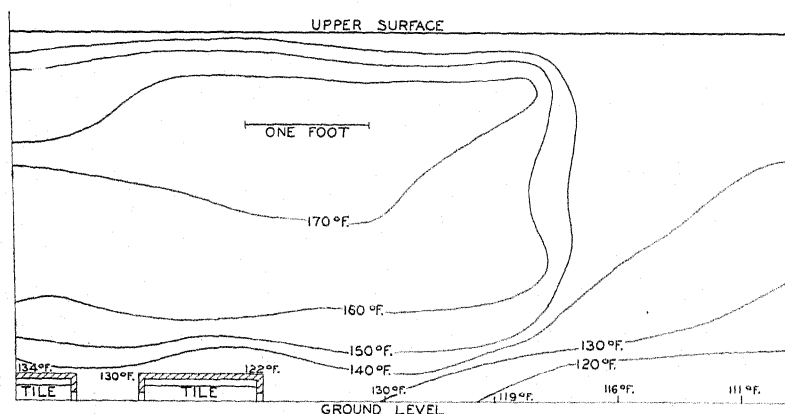 UPPER SURFACE
ONE FOOT
170°F.
160°F.
150°F.
130°F.
140°F.
120°F.
134°F.
130°F.
122°F.
TILE
TILE
130°F.
119°F.
116°F.
111°F.
GROUND LEVEL